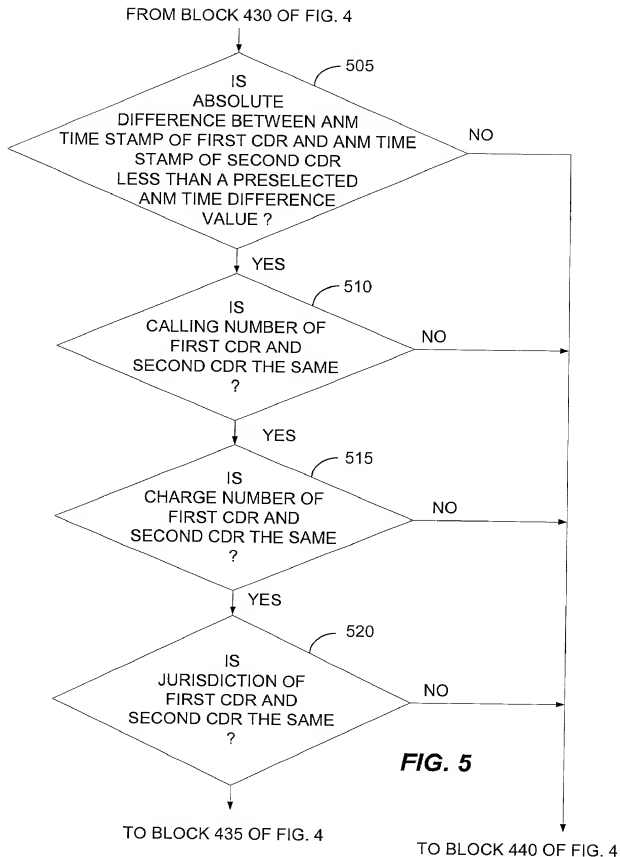 FROM BLOCK 430 OF FIG. 4
505
IS
ABSOLUTE
DIFFERENCE BETWEEN ANM
TIME STAMP OF FIRST CDR AND ANM TIME
STAMP OF SECOND CDR
LESS THAN A PRESELECTED
ANM TIME DIFFERENCE
VALUE ?
NO
YES
510
IS
CALLING NUMBER OF
FIRST CDR AND
SECOND CDR THE SAME
?
NO
YES
515
IS
CHARGE NUMBER OF
FIRST CDR AND
SECOND CDR THE SAME
?
NO
YES
520
IS
JURISDICTION OF
FIRST CDR AND
SECOND CDR THE SAME
?
NO
FIG. 5
TO BLOCK 435 OF FIG. 4
TO BLOCK 440 OF FIG. 4